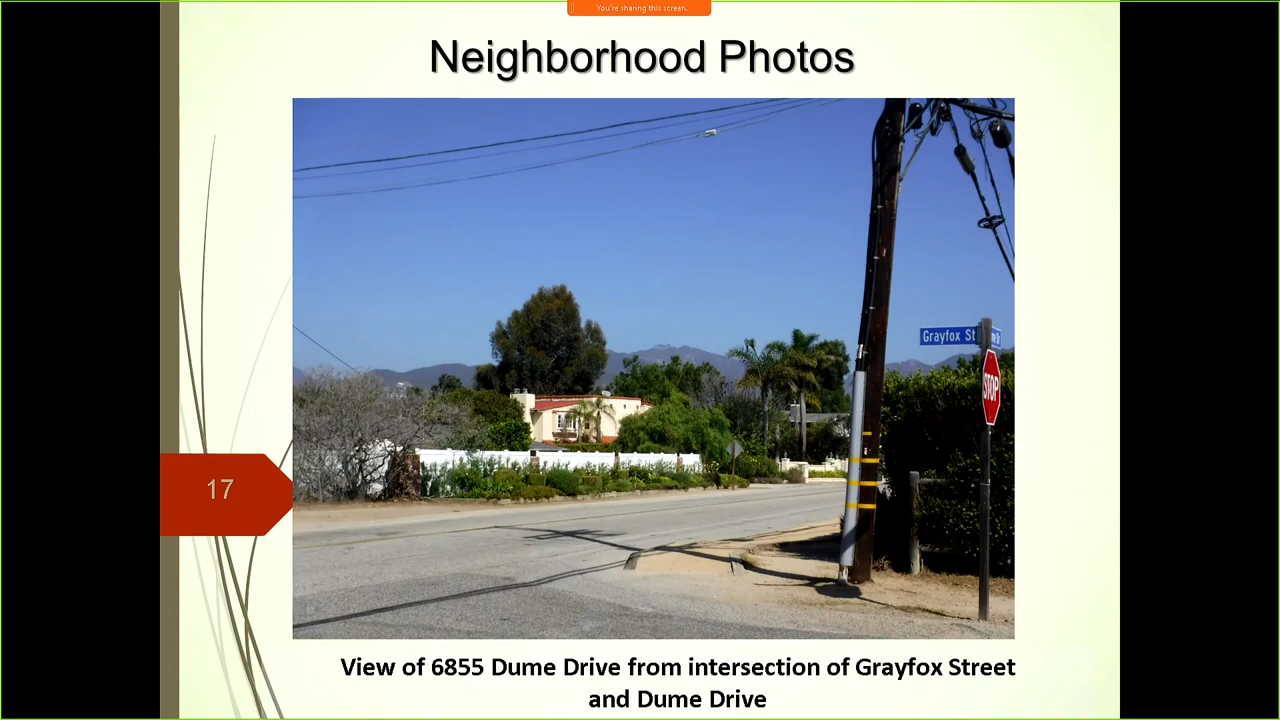 You're sharing this screen.
Neighborhood Photos
Grayfox St
STOP
17
View of 6855 Dume Drive from intersection of Grayfox Street
and Dume Drive